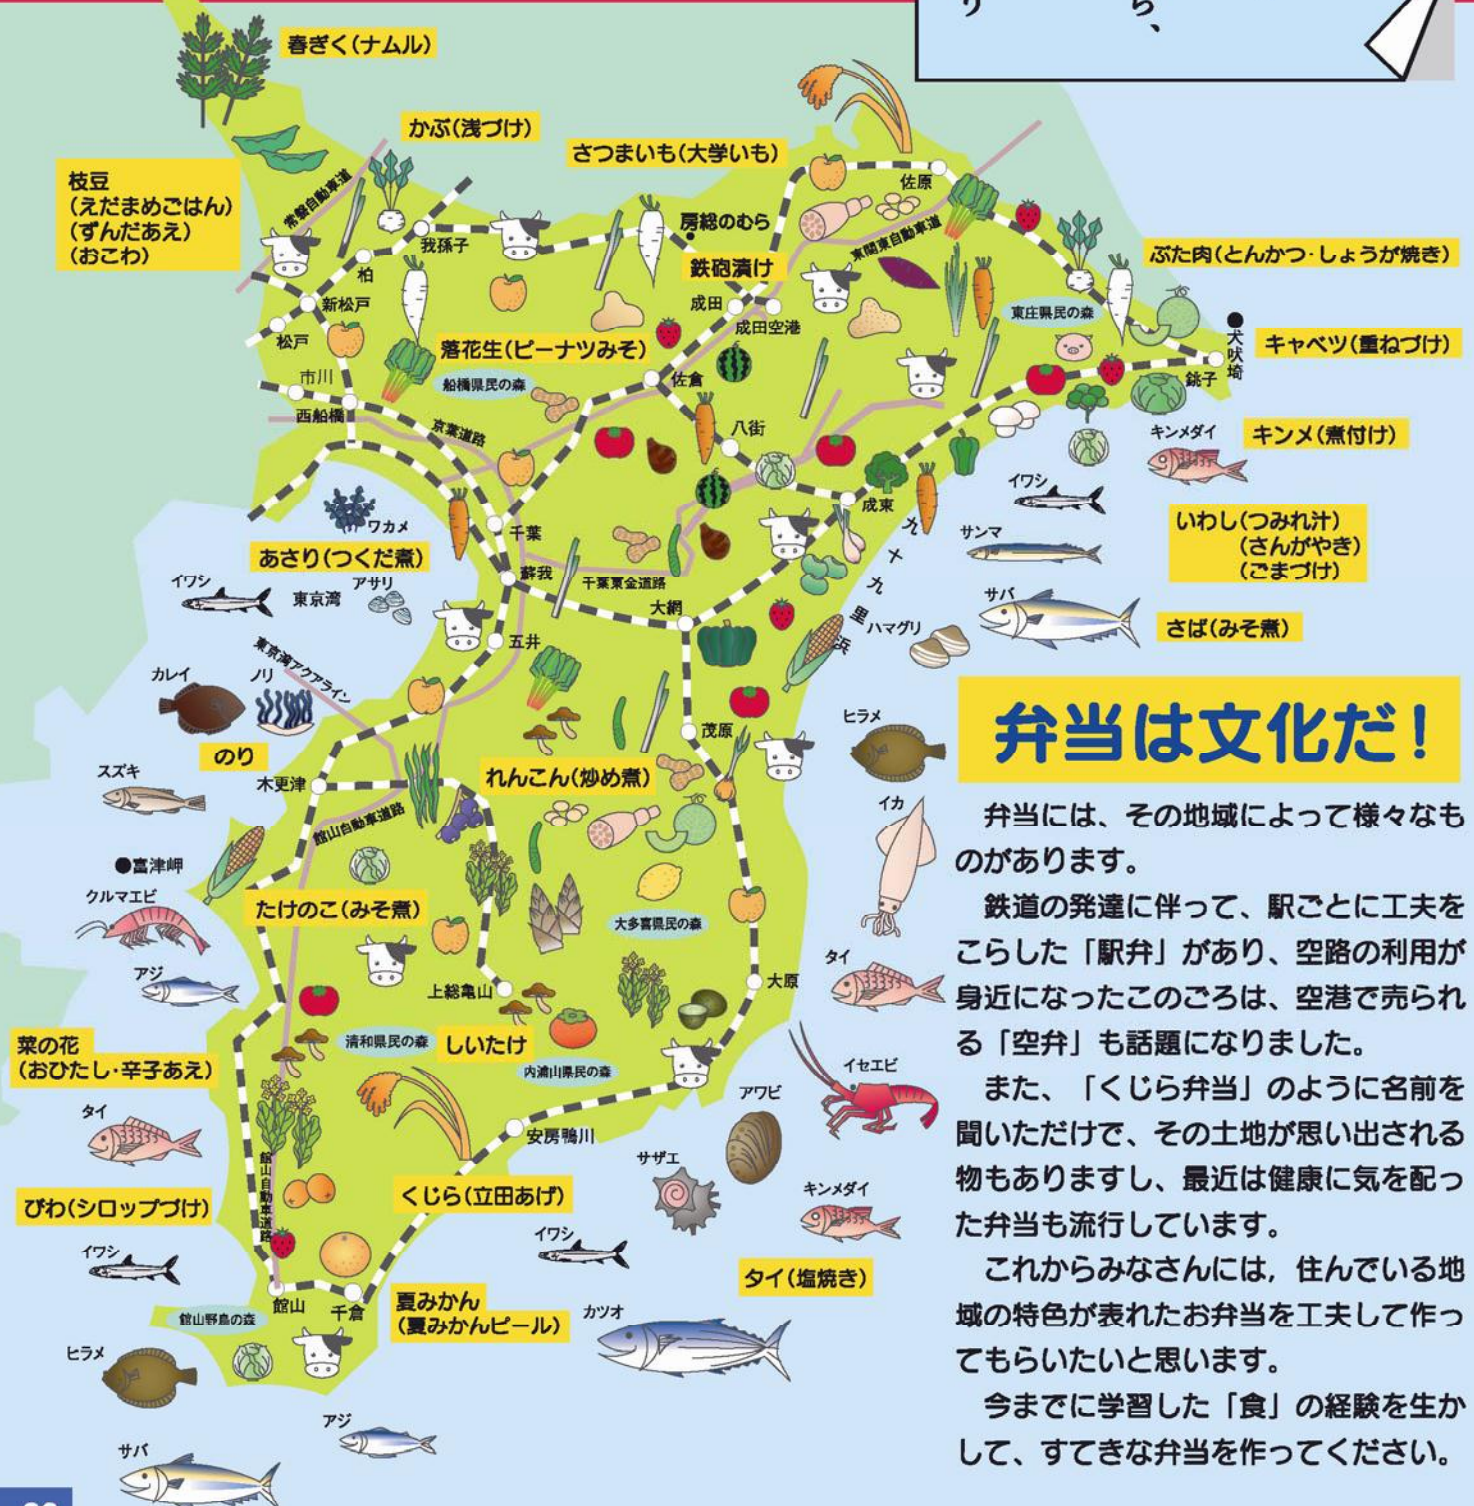 ら、
り
春ぎく(ナムル)
かぶ(浅づけ)
さつまいも(大学いも)
枝豆
(えだまめごはん)
(ずんだあえ)
(おこわ)
常磐自動車道
佐原
房総のむら
我孫子
柏
鉄砲漬け
東関東自動車道
ぶた肉(とんかつ・しょうが焼き)
新松戸
成田
成田空港
東庄県民の森
松戸
落花生(ピーナツみそ)
犬吠埼
キャベツ(重ねづけ)
市川
船橋県民の森
佐倉
銚子
西船橋
京葉道路
八街
キンメダイ
キンメ(煮付け)
イワシ
成東
ワカメ
千葉
九十九里浜
サンマ
いわし(つみれ汁)
(さんがやき)
(ごまづけ)
あさり(つくだ煮)
イワシ
アサリ
東京湾
蘇我
千葉東金道路
大網
サバ
ハマグリ
さば(みそ煮)
五井
東京湾アクアライン
カレイ
ノリ
のり
茂原
ヒラメ
弁当は文化だ!
スズキ
木更津
れんこん(炒め煮)
館山自動車道路
イカ
●富津岬
クルマエビ
たけのこ(みそ煮)
大多喜県民の森
アジ
上総亀山
大原
タイ
菜の花
(おひたし・辛子あえ)
清和県民の森
しいたけ
内浦山県民の森
イセエビ
アワビ
タイ
安房鴨川
サザエ
館山自動車道路
びわ(シロップづけ)
くじら(立田あげ)
キンメダイ
イワシ
イワシ
タイ(塩焼き)
館山
千倉
夏みかん
(夏みかんピール)
カツオ
館山野鳥の森
ヒラメ
アジ
サバ
弁当には、その地域によって様々なも
のがあります。
鉄道の発達に伴って、駅ごとに工夫を
こらした「駅弁」があり、空路の利用が
身近になったこのごろは、空港で売られ
る「空弁」も話題になりました。
また、「くじら弁当」のように名前を
聞いただけで、その土地が思い出される
物もありますし、最近は健康に気を配っ
た弁当も流行しています。
これからみなさんには,住んでいる地
域の特色が表れたお弁当を工夫して作っ
てもらいたいと思います。
今までに学習した「食」の経験を生か
して、すてきな弁当を作ってください。